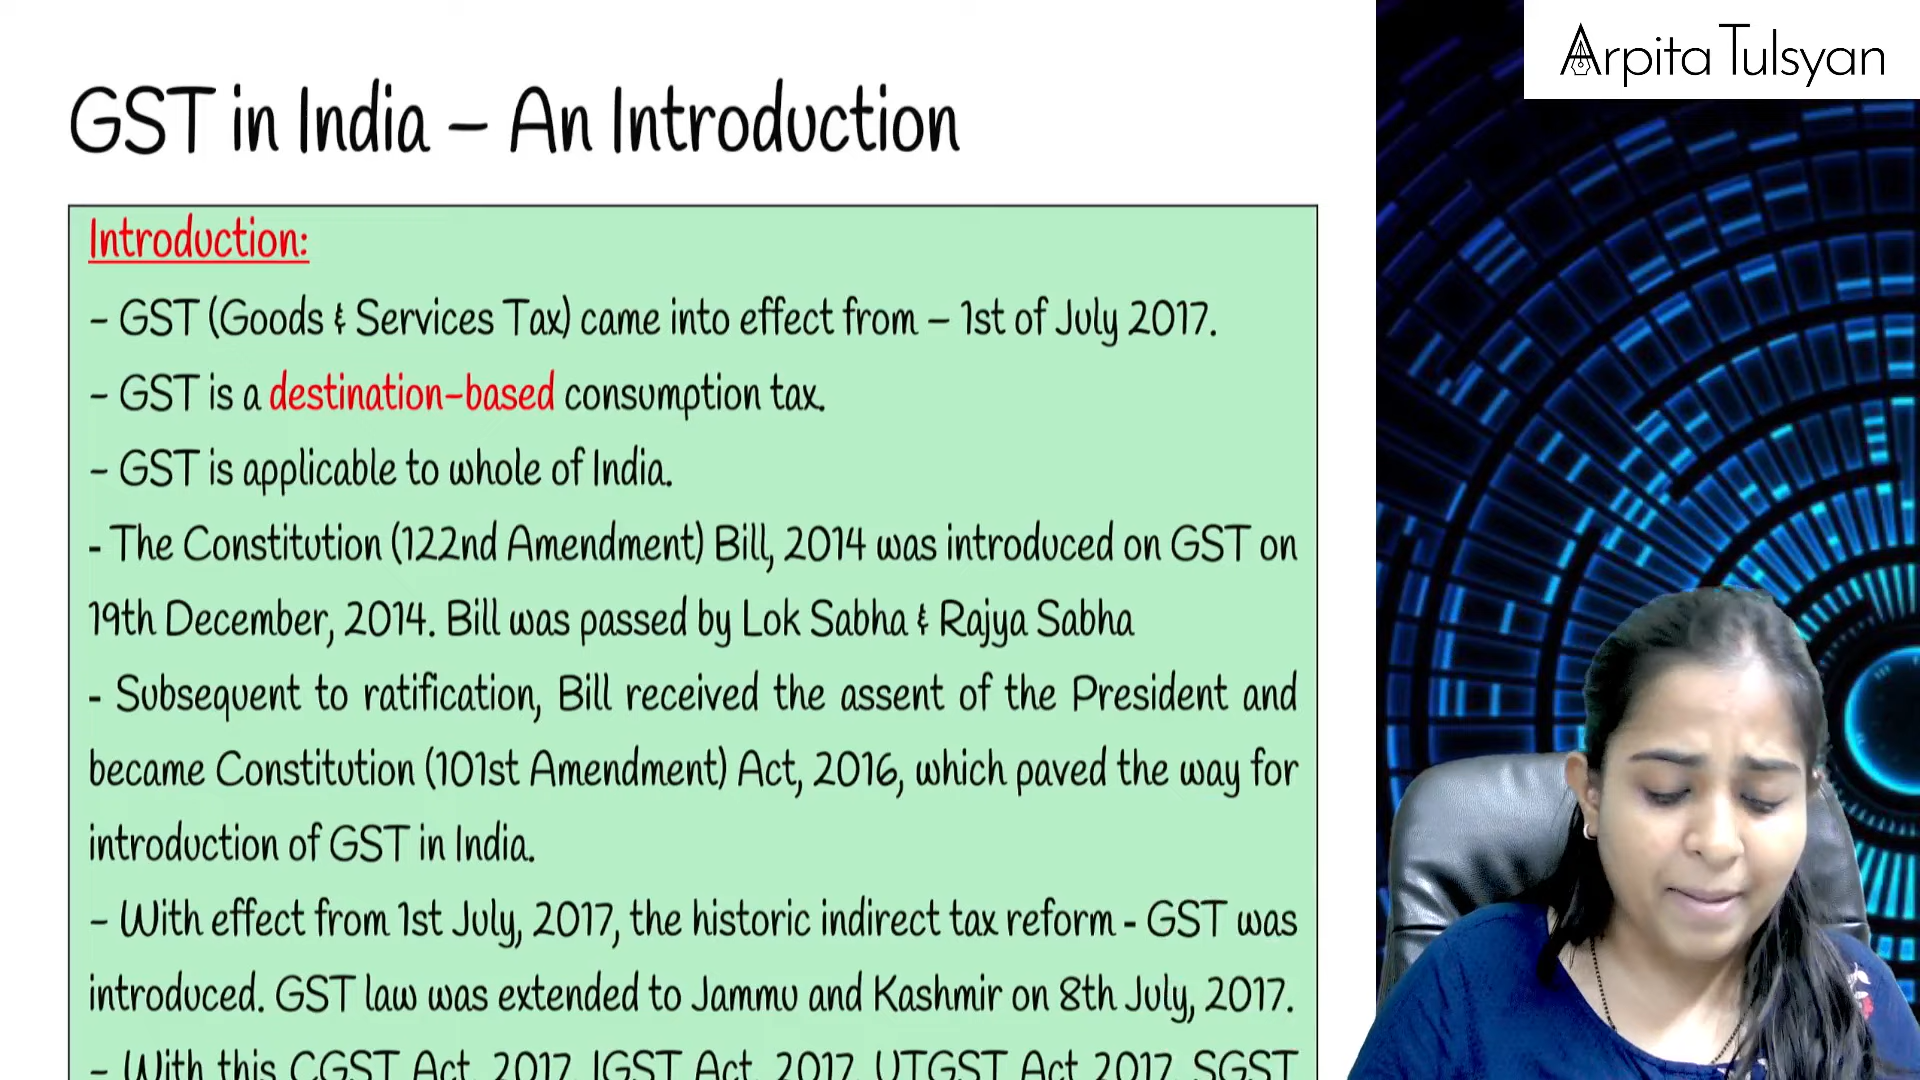 Arpita Tulsyan
GST in India – An Introduction
Introduction:
– GST (Goods & Services Tax) came into effect from – 1st of July 2017.
– GST is a destination-based consumption tax.
– GST is applicable to whole of India.
- The Constitution (122nd Amendment) Bill, 2014 was introduced on GST on
19th December, 2014. Bill was passed by Lok Sabha & Rajya Sabha
- Subsequent to ratification, Bill received the assent of the President and
became Constitution (101st Amendment) Act, 2016, which paved the way for
introduction of GST in India.
– With effect from 1st July, 2017, the historic indirect tax reform - GST was
introduced. GST law was extended to Jammu and Kashmir on 8th July, 2017.
– With this CGST Act, 2017, IGST Act, 2017, UTGST Act 2017, SGST